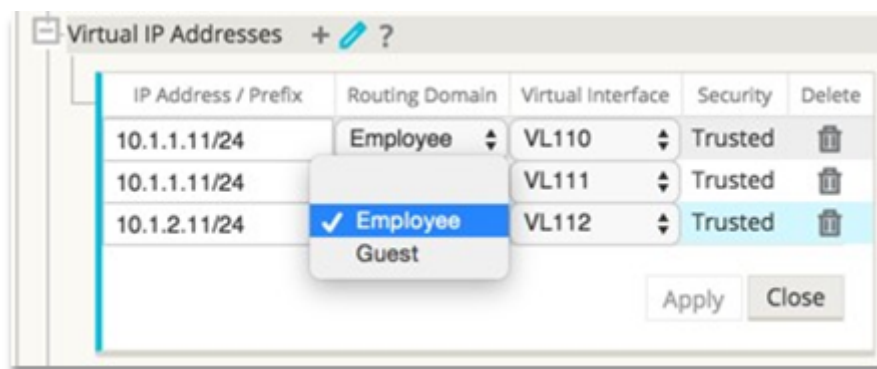 Virtual IP Addresses + ?
IP Address / Prefix Routing Domain Virtual Interface Security Delete
10.1.1.11/24 Employee VL110 Trusted
10.1.1.11/24 VL111 Trusted
10.1.2.11/24 ✓ Employee VL112 Trusted
Guest
Apply Close